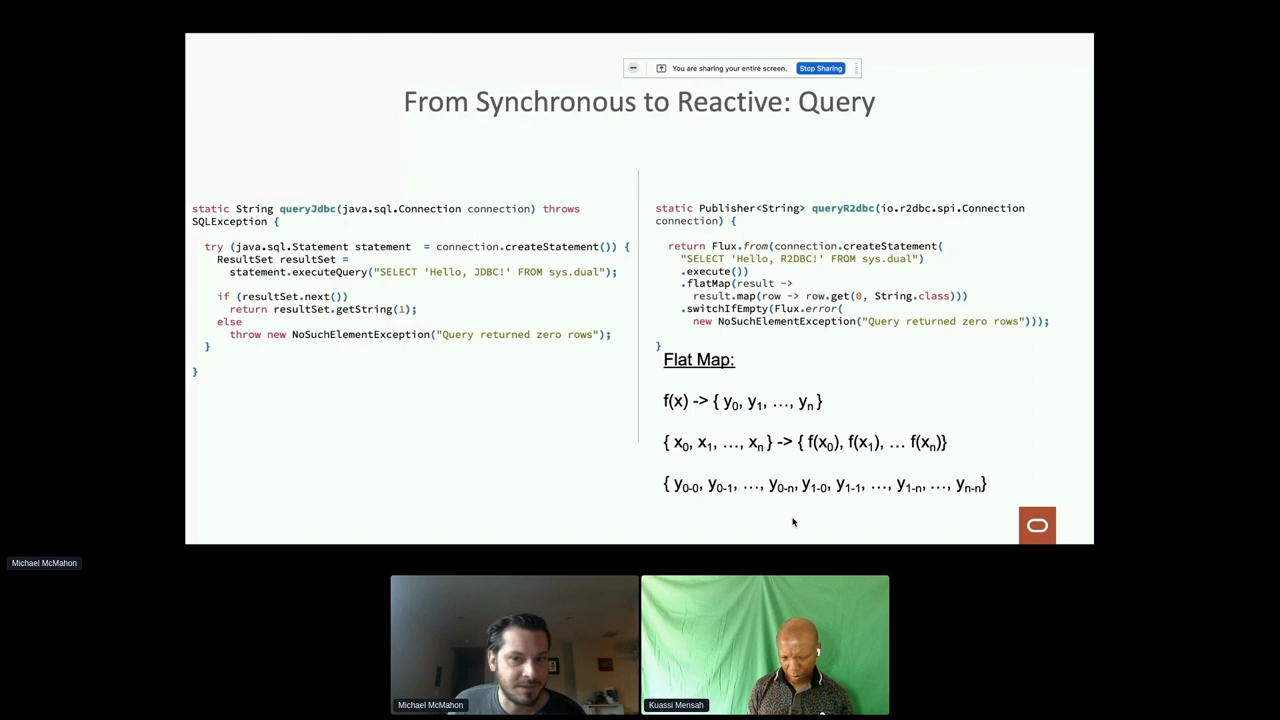 You are sharing your entire screen. Stop Sharing
From Synchronous to Reactive: Query
static String queryJdbc(java.sql.Connection connection) throws
SQLException {
try (java.sql.Statement statement = connection.createStatement()) {
ResultSet resultSet =
statement.executeQuery("SELECT 'Hello, JDBC!' FROM sys.dual");
if (resultSet.next())
return resultSet.getString(1);
else
throw new NoSuchElementException("Query returned zero rows");
}
}
static Publisher<String> queryR2dbc(io.r2dbc.spi.Connection
connection) {
return Flux.from(connection.createStatement(
"SELECT 'Hello, R2DBC!' FROM sys.dual")
.execute())
.flatMap(result ->
result.map(row -> row.get(0, String.class)))
.switchIfEmpty(Flux.error(
new NoSuchElementException("Query returned zero rows")));
}
Flat Map:
f(x) -> { y0, y1, …, yn }
{ x0, x1, …, xn } -> { f(x0), f(x1), … f(xn)}
{ y0-0, y0-1, …, y0-n, y1-0, y1-1, …, y1-n, …, yn-n}
Michael McMahon
Michael McMahon
Kuassi Mensah